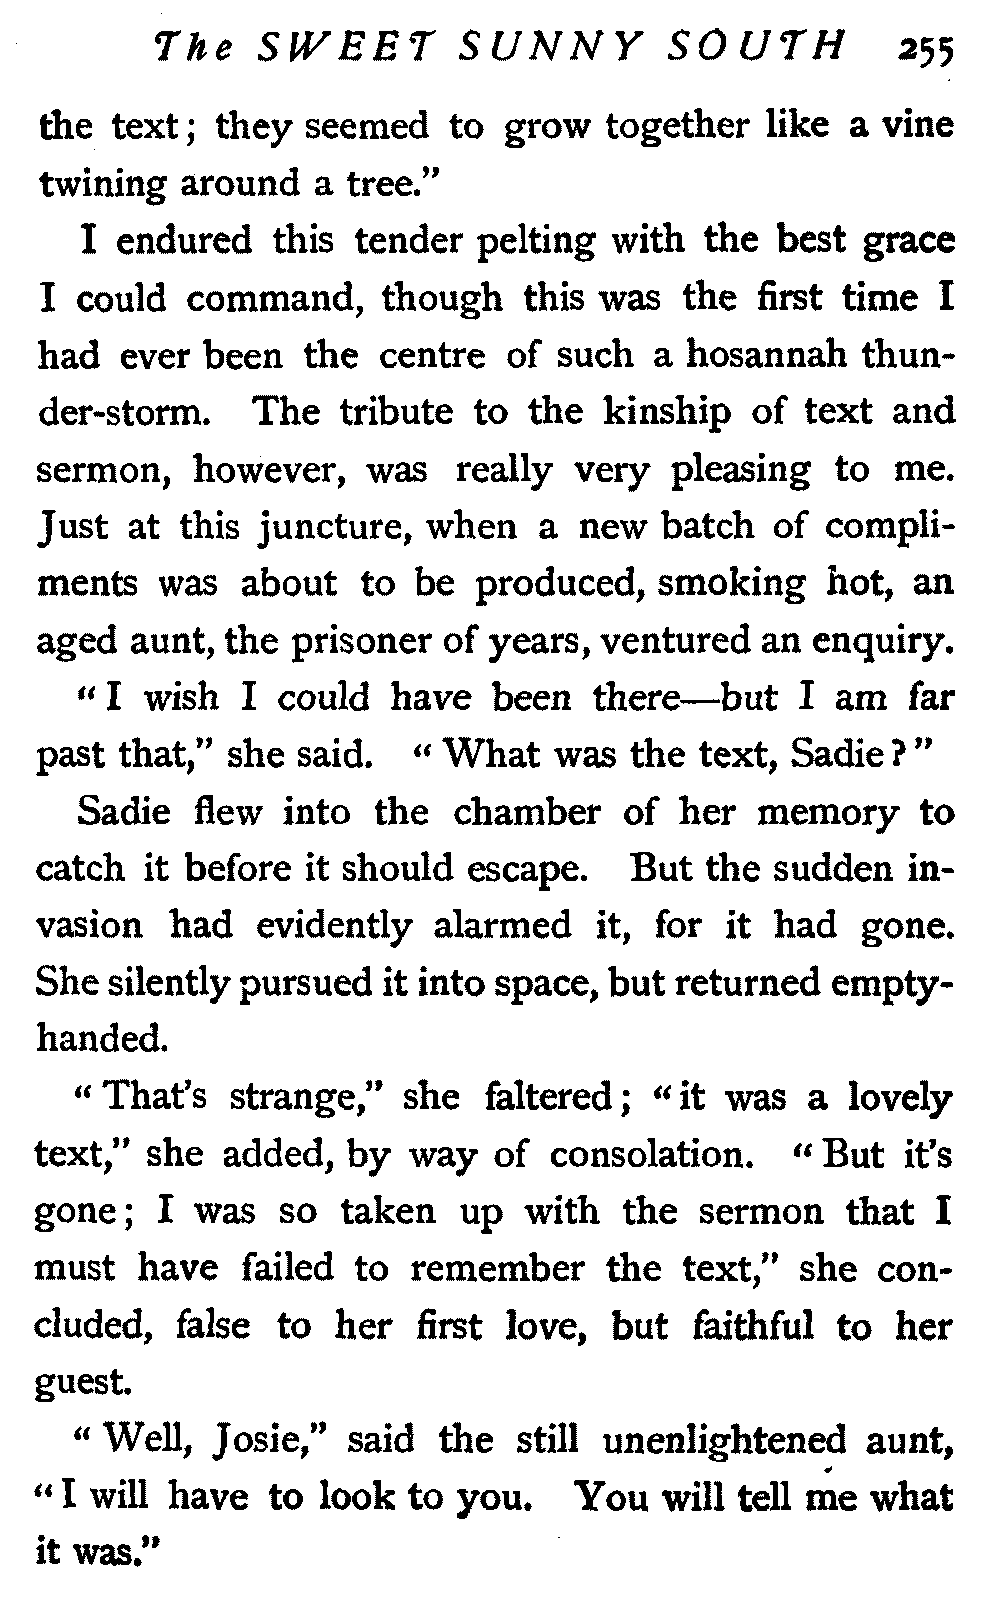 The SWEET SUNNY SOUTH 255
the text; they seemed to grow together like a vine
twining around a tree."
I endured this tender pelting with the best grace
I could command, though this was the first time I
had ever been the centre of such a hosannah thun-
der-storm. The tribute to the kinship of text and
sermon, however, was really very pleasing to me.
Just at this juncture, when a new batch of compli-
ments was about to be produced, smoking hot, an
aged aunt, the prisoner of years, ventured an enquiry.
"I wish I could have been there—but I am far
past that," she said. "What was the text, Sadie?"
Sadie flew into the chamber of her memory to
catch it before it should escape. But the sudden in-
vasion had evidently alarmed it, for it had gone.
She silently pursued it into space, but returned empty-
handed.
"That's strange," she faltered; "it was a lovely
text," she added, by way of consolation. "But it's
gone; I was so taken up with the sermon that I
must have failed to remember the text," she con-
cluded, false to her first love, but faithful to her
guest.
"Well, Josie," said the still unenlightened aunt,
"I will have to look to you. You will tell me what
it was."